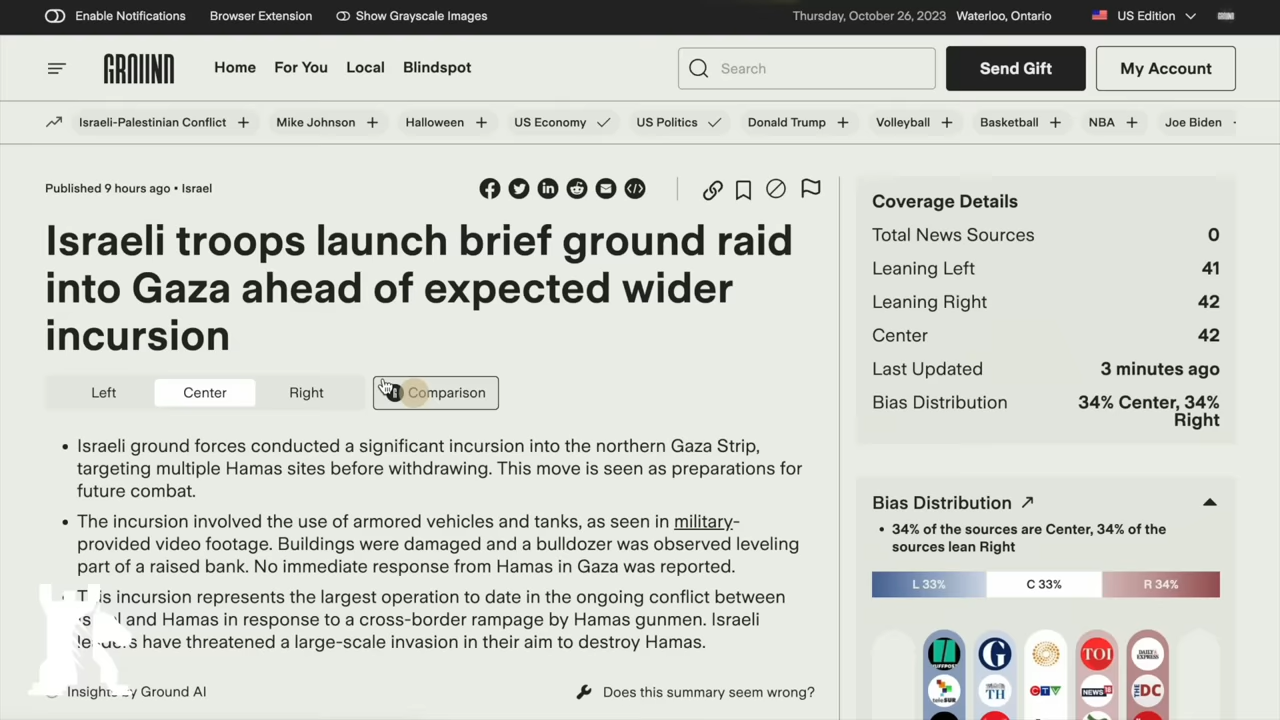 Enable Notifications Browser Extension Show Grayscale Images Thursday, October 26, 2023 Waterloo, Ontario US Edition
GROUND Home For You Local Blindspot Search Send Gift My Account
Israeli-Palestinian Conflict + Mike Johnson + Halloween + US Economy US Politics Donald Trump + Volleyball + Basketball + NBA + Joe Biden
Published 9 hours ago • Israel
Israeli troops launch brief ground raid
into Gaza ahead of expected wider
incursion
Left Center Right Comparison
• Israeli ground forces conducted a significant incursion into the northern Gaza Strip,
targeting multiple Hamas sites before withdrawing. This move is seen as preparations for
future combat.
• The incursion involved the use of armored vehicles and tanks, as seen in military-
provided video footage. Buildings were damaged and a bulldozer was observed leveling
part of a raised bank. No immediate response from Hamas in Gaza was reported.
This incursion represents the largest operation to date in the ongoing conflict between
and Hamas in response to a cross-border rampage by Hamas gunmen. Israeli
leaders have threatened a large-scale invasion in their aim to destroy Hamas.
Insights by Ground AI Does this summary seem wrong?
Coverage Details
Total News Sources 0
Leaning Left 41
Leaning Right 42
Center 42
Last Updated 3 minutes ago
Bias Distribution 34% Center, 34%
Right
Bias Distribution
• 34% of the sources are Center, 34% of the
sources lean Right
L 33% C 33% R 34%
HUFFPOST G TOI DAILY EXPRESS
teleSUR TH CTV NEWS18 THE DC